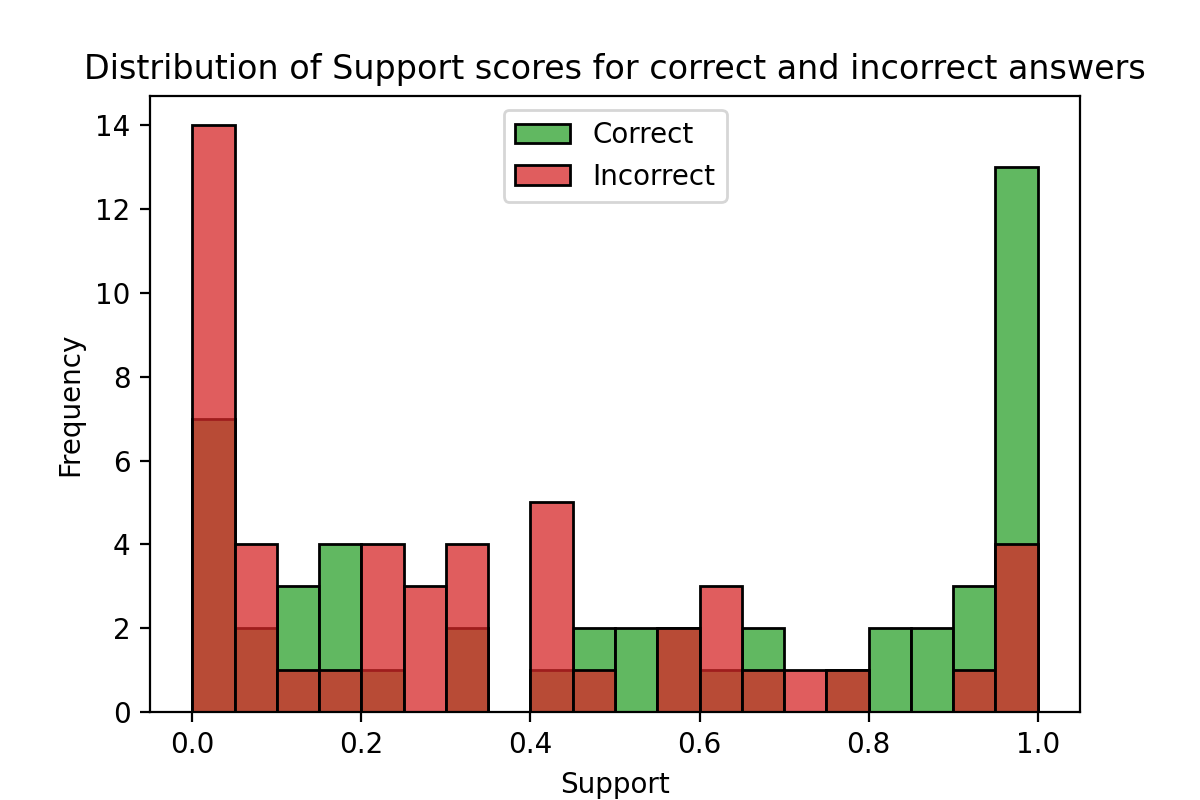 Distribution of Support scores for correct and incorrect answers
Correct
Incorrect
14
12
10
8
6
4
2
0
Frequency
0.0 0.2 0.4 0.6 0.8 1.0
Support